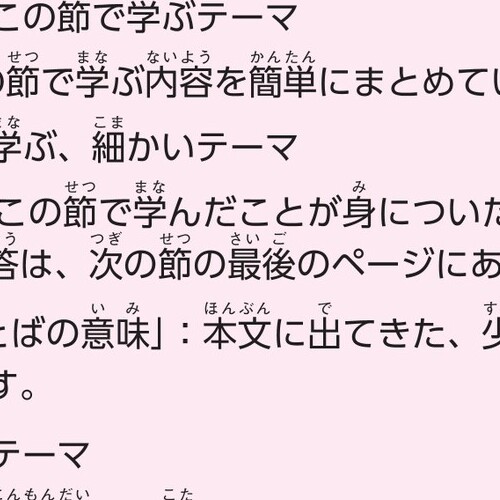 この節で学ぶテーマ
せつ まな ないよう かんたん
の節で学ぶ内容を簡単にまとめてい
まな こま
学ぶ、細かいテーマ
せつ まな み
この節で学んだことが身についた
う つぎ せつ さいご
答は、次の節の最後のページにあ
いみ ほんぶん で す
とばの意味」：本文に出てきた、少
す。
テーマ
こんもんだい こた